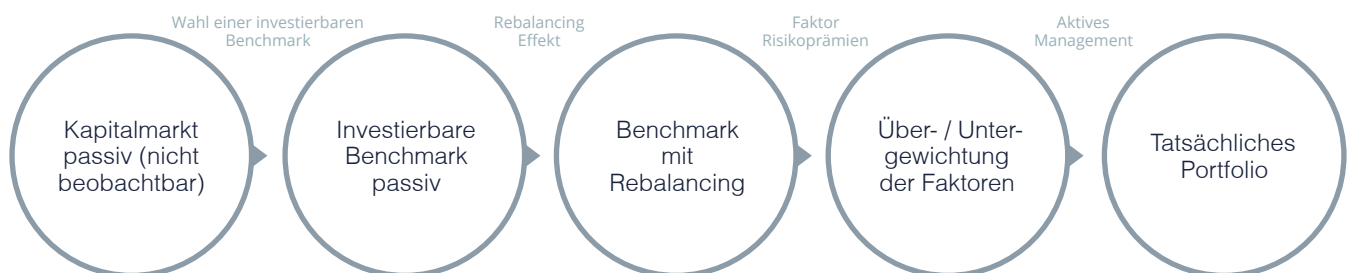 Wahl einer investierbaren
Benchmark
Rebalancing
Effekt
Faktor
Risikoprämien
Aktives
Management
Kapitalmarkt
passiv (nicht
beobachtbar)
Investierbare
Benchmark
passiv
Benchmark
mit
Rebalancing
Über- / Unter-
gewichtung
der Faktoren
Tatsächliches
Portfolio